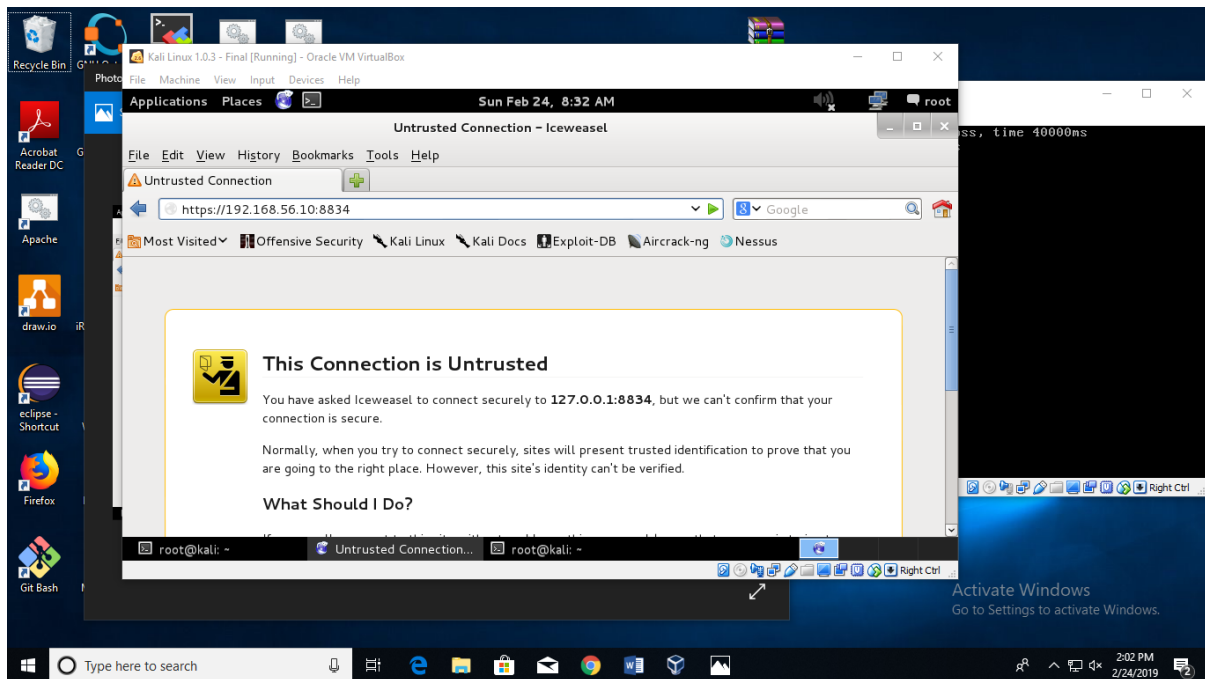 Recycle Bin
Photo
Kali Linux 1.0.3 - Final [Running] - Oracle VM VirtualBox
File Machine View Input Devices Help
Applications Places Sun Feb 24, 8:32 AM root
Untrusted Connection - Iceweasel
File Edit View History Bookmarks Tools Help
Untrusted Connection
https://192.168.56.10:8834
8 Google
Most Visited Offensive Security Kali Linux Kali Docs Exploit-DB Aircrack-ng Nessus
This Connection is Untrusted
You have asked Iceweasel to connect securely to 127.0.0.1:8834, but we can't confirm that your
connection is secure.
Normally, when you try to connect securely, sites will present trusted identification to prove that you
are going to the right place. However, this site's identity can't be verified.
What Should I Do?
root@kali: ~ Untrusted Connection... root@kali: ~
Right Ctrl
time 40000ms
Right Ctrl
Acrobat
Reader DC
Apache
draw.io
eclipse -
Shortcut
Firefox
Git Bash
Activate Windows
Go to Settings to activate Windows.
Type here to search
2:02 PM
2/24/2019
2